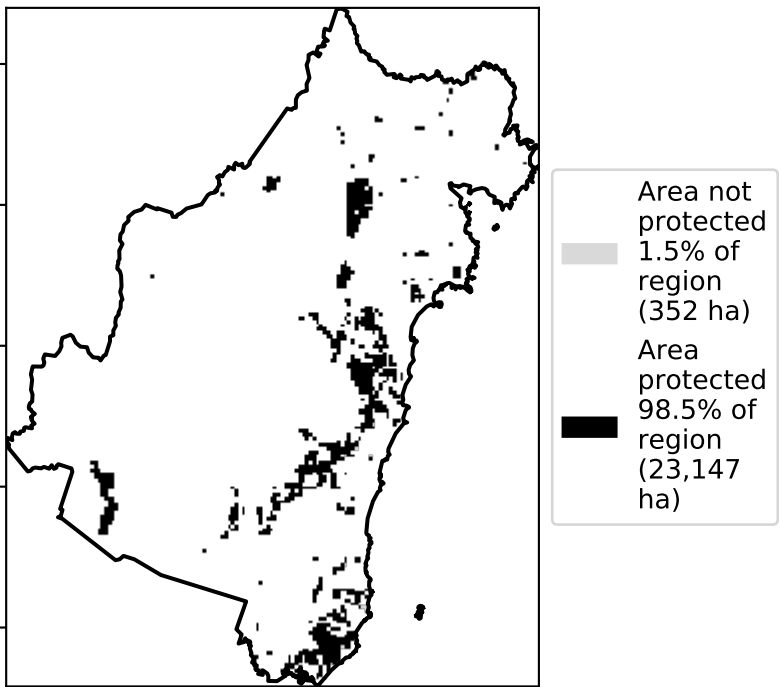 Area not
protected
1.5% of
region
(352 ha)
Area
protected
98.5% of
region
(23,147
ha)